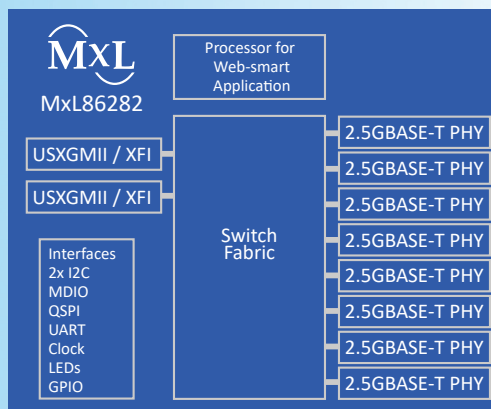 MxL
MxL86282
Processor for
Web-smart
Application
USXGMII / XFI
USXGMII / XFI
Switch
Fabric
2.5GBASE-T PHY
2.5GBASE-T PHY
2.5GBASE-T PHY
2.5GBASE-T PHY
2.5GBASE-T PHY
2.5GBASE-T PHY
2.5GBASE-T PHY
2.5GBASE-T PHY
Interfaces
2x I2C
MDIO
QSPI
UART
Clock
LEDs
GPIO